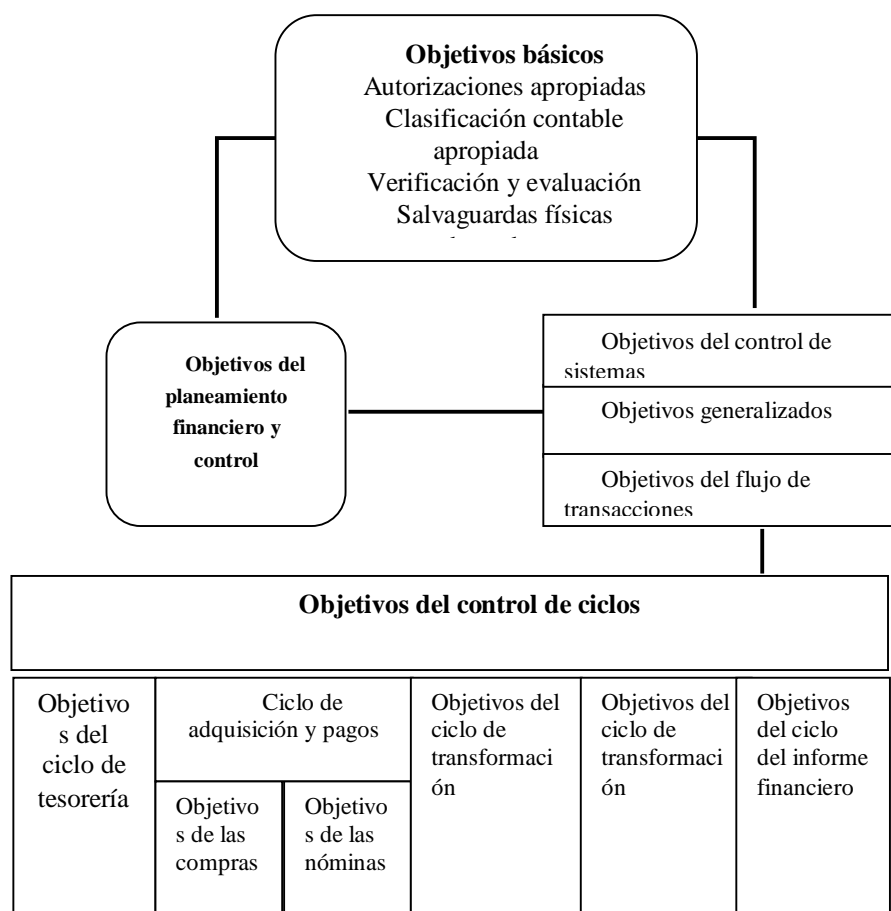 Objetivos básicos
Autorizaciones apropiadas
Clasificación contable
apropiada
Verificación y evaluación
Salvaguardas físicas
Objetivos del
planeamiento
financiero y
control
Objetivos del control de
sistemas
Objetivos generalizados
Objetivos del flujo de
transacciones
Objetivos del control de ciclos
Objetivo
s del
ciclo de
tesorería
Ciclo de
adquisición y pagos
Objetivo
s de las
compras
Objetivo
s de las
nóminas
Objetivos del
ciclo de
transformaci
ón
Objetivos del
ciclo de
transformaci
ón
Objetivos
del ciclo
del informe
financiero